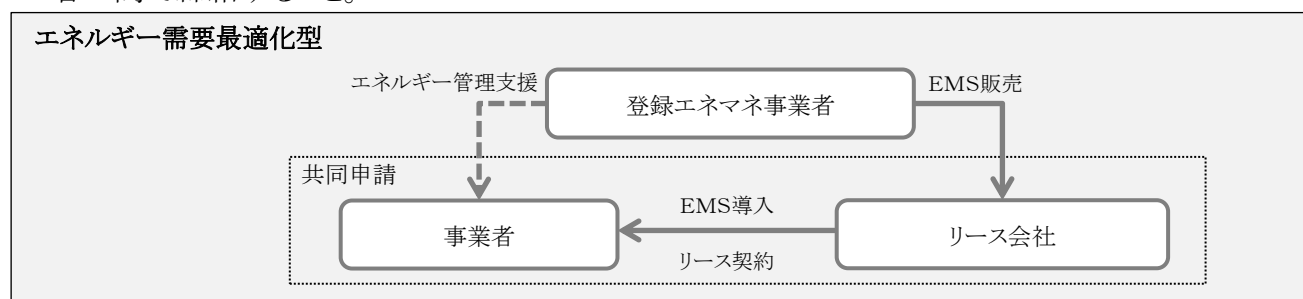 エネルギー需要最適化型
エネルギー管理支援
登録エネマネ事業者
EMS販売
共同申請
事業者
EMS導入
リース契約
リース会社